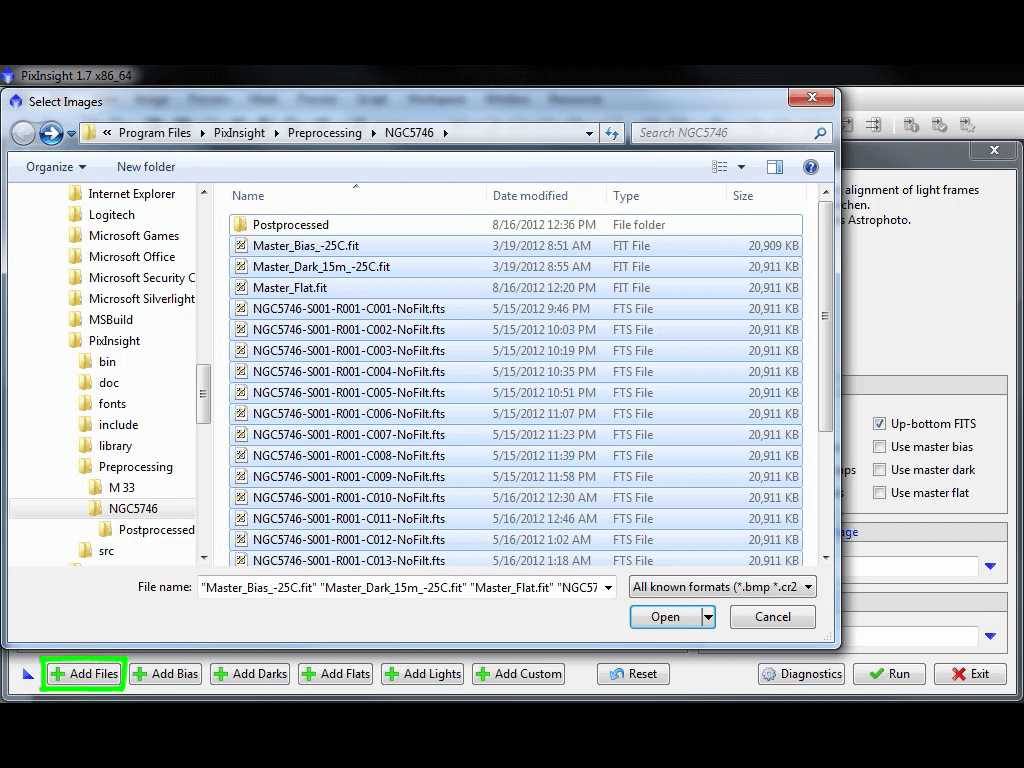 PixInsight 1.7 x86_64
Select Images
« Program Files PixInsight Preprocessing NGC5746 Search NGC5746
Organize New folder
alignment of light frames
chen.
s Astrophoto.
Internet Explorer
Logitech
Microsoft Games
Microsoft Office
Microsoft Security C
Microsoft Silverlight
MSBuild
PixInsight
bin
doc
fonts
include
library
Preprocessing
M 33
NGC5746
Postprocessed
src
Name Date modified Type Size
Postprocessed 8/16/2012 12:36 PM File folder
Master_Bias_-25C.fit 3/19/2012 8:51 AM FIT File 20,909 KB
Master_Dark_15m_-25C.fit 3/19/2012 8:55 AM FIT File 20,911 KB
Master_Flat.fit 8/16/2012 12:20 PM FIT File 20,911 KB
NGC5746-S001-R001-C001-NoFilt.fts 5/15/2012 9:46 PM FTS File 20,911 KB
NGC5746-S001-R001-C002-NoFilt.fts 5/15/2012 10:03 PM FTS File 20,911 KB
NGC5746-S001-R001-C003-NoFilt.fts 5/15/2012 10:19 PM FTS File 20,911 KB
NGC5746-S001-R001-C004-NoFilt.fts 5/15/2012 10:35 PM FTS File 20,911 KB
NGC5746-S001-R001-C005-NoFilt.fts 5/15/2012 10:51 PM FTS File 20,911 KB
NGC5746-S001-R001-C006-NoFilt.fts 5/15/2012 11:07 PM FTS File 20,911 KB
NGC5746-S001-R001-C007-NoFilt.fts 5/15/2012 11:23 PM FTS File 20,911 KB
NGC5746-S001-R001-C008-NoFilt.fts 5/15/2012 11:39 PM FTS File 20,911 KB
NGC5746-S001-R001-C009-NoFilt.fts 5/15/2012 11:58 PM FTS File 20,911 KB
NGC5746-S001-R001-C010-NoFilt.fts 5/16/2012 12:30 AM FTS File 20,911 KB
NGC5746-S001-R001-C011-NoFilt.fts 5/16/2012 12:46 AM FTS File 20,911 KB
NGC5746-S001-R001-C012-NoFilt.fts 5/16/2012 1:02 AM FTS File 20,911 KB
NGC5746-S001-R001-C013-NoFilt.fts 5/16/2012 1:18 AM FTS File 20,911 KB
Up-bottom FITS
Use master bias
ps Use master dark
s Use master flat
age
File name: "Master_Bias_-25C.fit" "Master_Dark_15m_-25C.fit" "Master_Flat.fit" "NGC57 All known formats (*.bmp *.cr2
Open Cancel
Add Files Add Bias Add Darks Add Flats Add Lights Add Custom Reset Diagnostics Run Exit